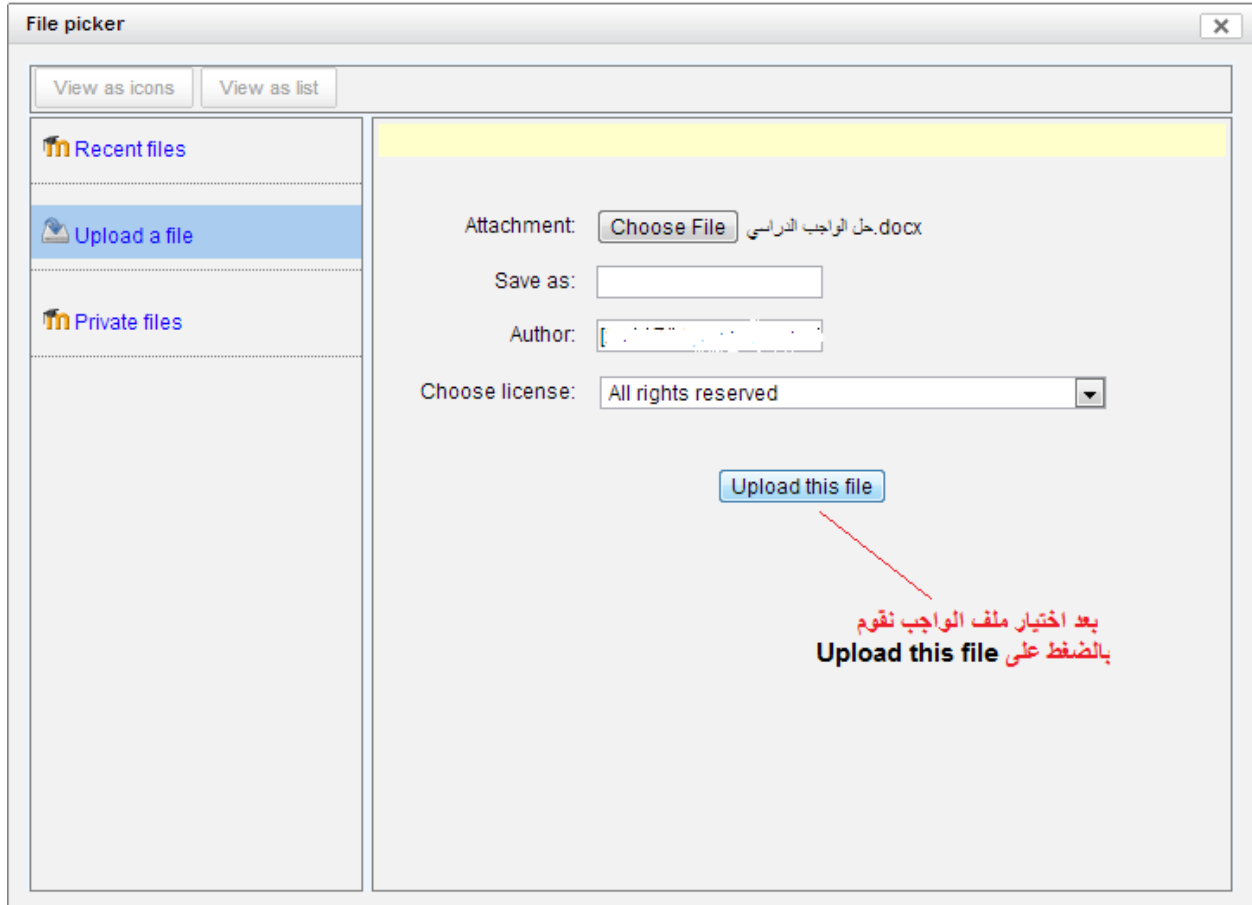 File picker
View as icons View as list
Recent files
Upload a file
Private files
Attachment: Choose File حل الواجب الدراسي.docx
Save as:
Author:
Choose license: All rights reserved
Upload this file
بعد اختيار ملف الواجب نقوم
بالضغط على Upload this file